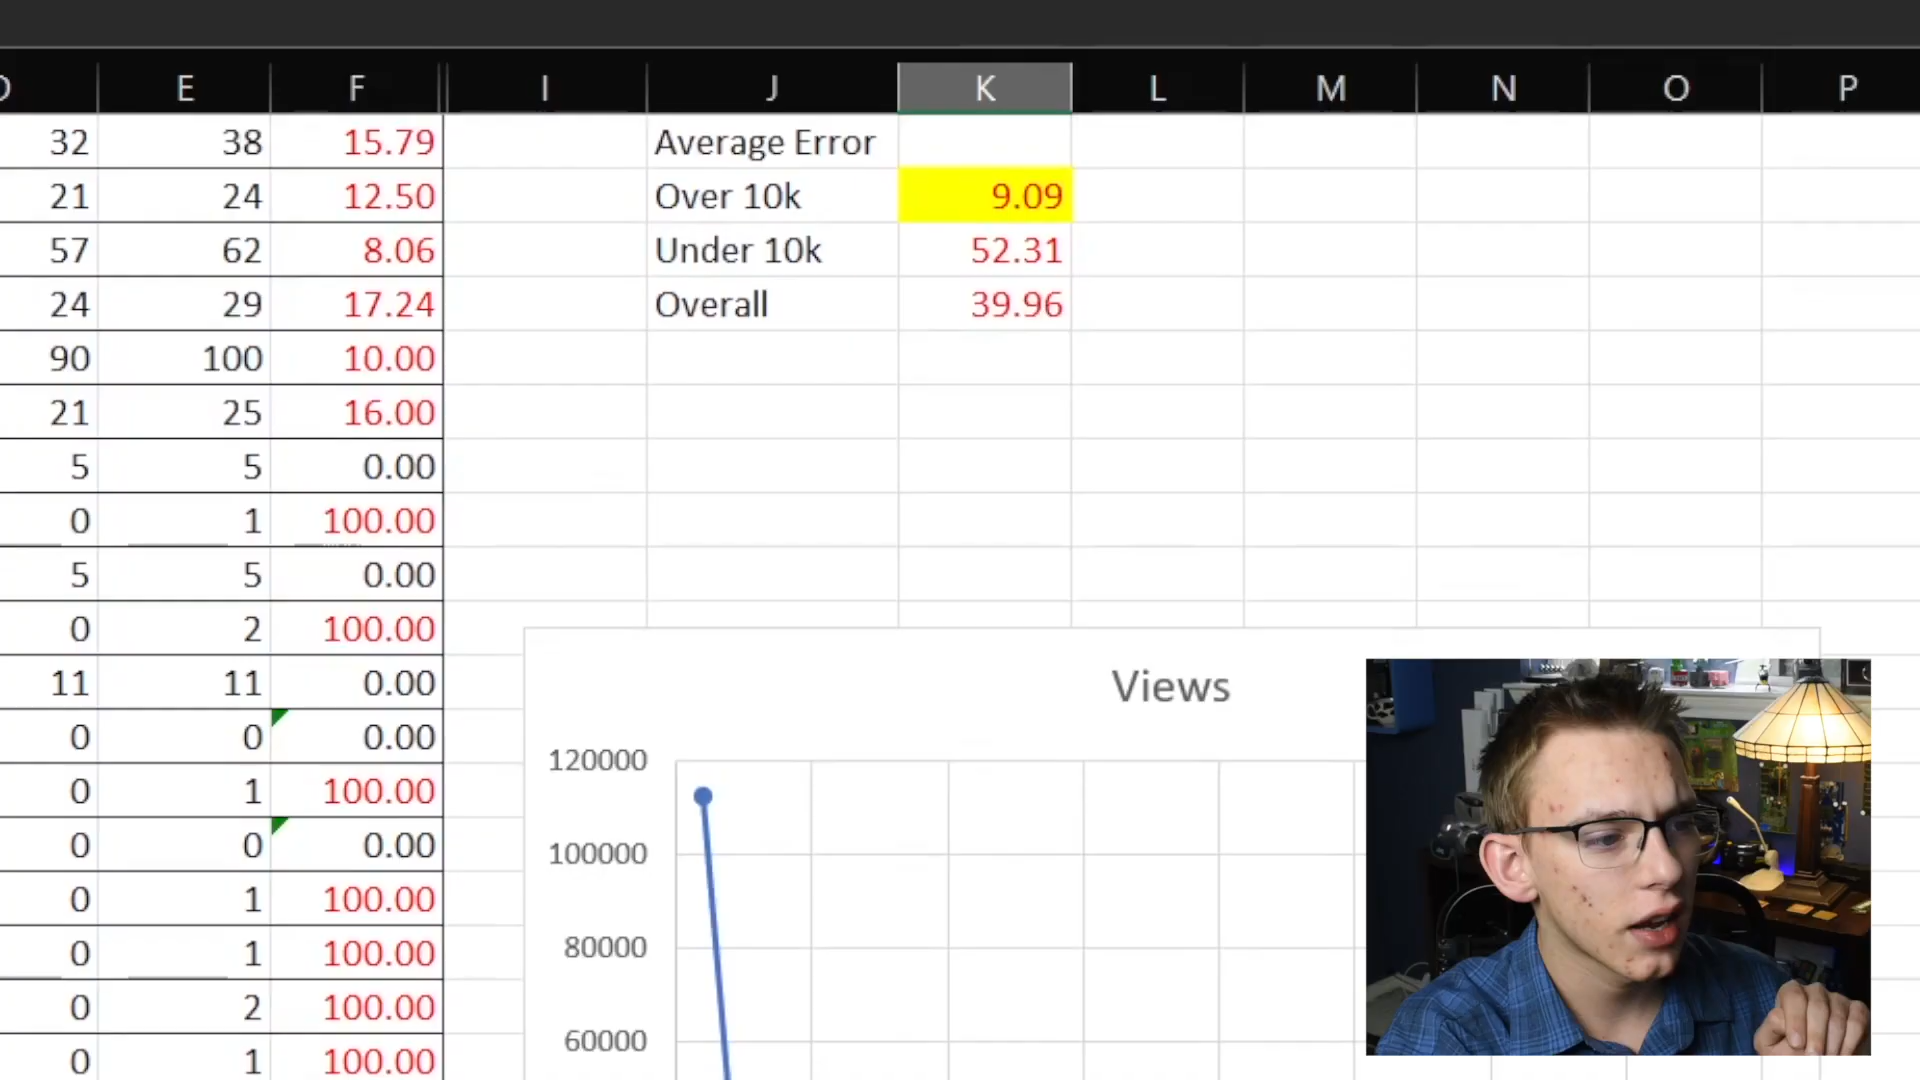 E F I J K L M N O P
32 38 15.79 Average Error
21 24 12.50 Over 10k 9.09
57 62 8.06 Under 10k 52.31
24 29 17.24 Overall 39.96
90 100 10.00
21 25 16.00
5 5 0.00
0 1 100.00
5 5 0.00
0 2 100.00
11 11 0.00
0 0 0.00
0 1 100.00
0 0 0.00
0 1 100.00
0 1 100.00
0 2 100.00
0 1 100.00
Views
120000
100000
80000
60000